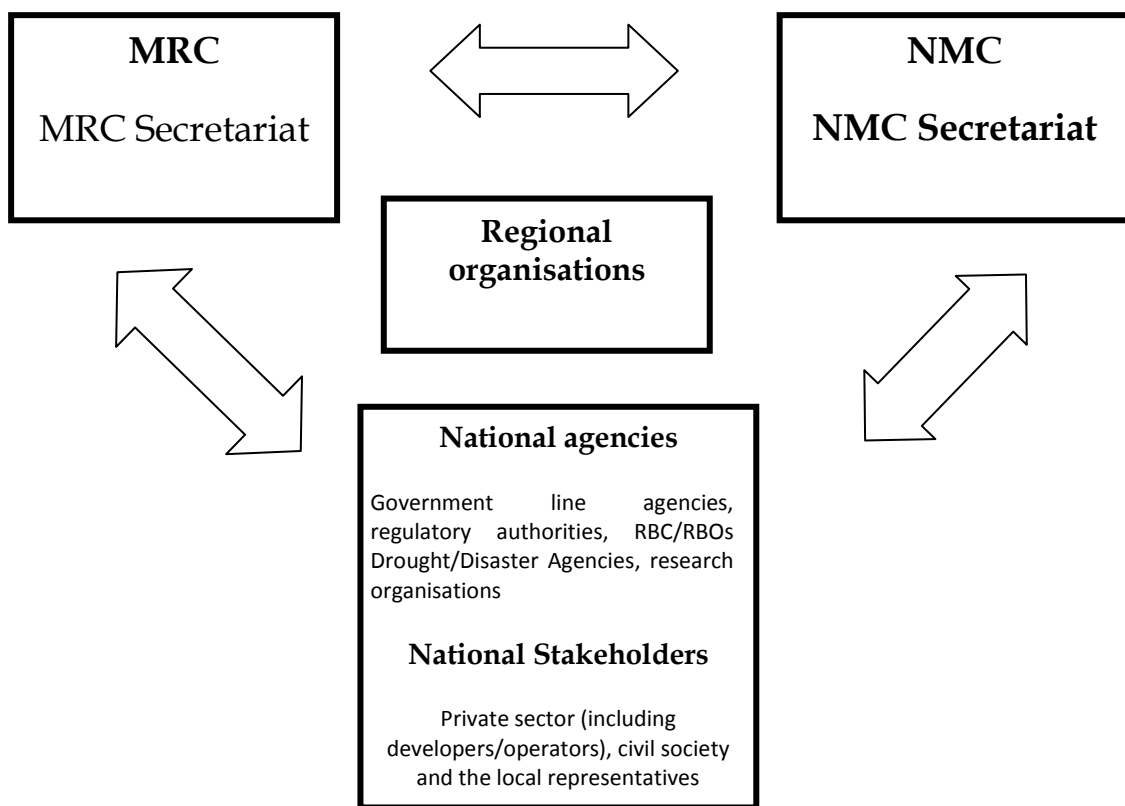 MRC
MRC Secretariat
NMC
NMC Secretariat
Regional
organisations
National agencies
Government line agencies,
regulatory authorities, RBC/RBOs
Drought/Disaster Agencies, research
organisations
National Stakeholders
Private sector (including
developers/operators), civil society
and the local representatives